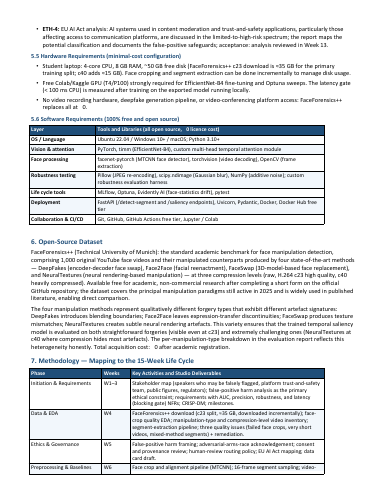 • ETH-4: EU AI Act analysis: AI systems used in content moderation and trust-and-safety applications, particularly those
affecting access to communication platforms, are discussed in the limited-to-high-risk spectrum; the report maps the
potential classification and documents the false-positive safeguards; acceptance: analysis reviewed in Week 13.
5.5 Hardware Requirements (minimal-cost configuration)
• Student laptop: 4-core CPU, 8 GB RAM, ~50 GB free disk (FaceForensics++ c23 download is ≈35 GB for the primary
training split; c40 adds ≈15 GB). Face cropping and segment extraction can be done incrementally to manage disk usage.
• Free Colab/Kaggle GPU (T4/P100) strongly required for EfficientNet-B4 fine-tuning and Optuna sweeps. The latency gate
(< 100 ms CPU) is measured after training on the exported model running locally.
• No video recording hardware, deepfake generation pipeline, or video-conferencing platform access: FaceForensics++
replaces all at 0.
5.6 Software Requirements (100% free and open source)
Layer Tools and Libraries (all open source, 0 license cost)
OS / Language Ubuntu 22.04 / Windows 10+ / macOS; Python 3.10+
Vision & attention PyTorch, timm (EfficientNet-B4), custom multi-head temporal attention module
Face processing facenet-pytorch (MTCNN face detector), torchvision (video decoding), OpenCV (frame
extraction)
Robustness testing Pillow (JPEG re-encoding), scipy.ndimage (Gaussian blur), NumPy (additive noise); custom
robustness evaluation harness
Life cycle tools MLflow, Optuna, Evidently AI (face-statistics drift), pytest
Deployment FastAPI (/detect-segment and /saliency endpoints), Uvicorn, Pydantic, Docker, Docker Hub
free
Collaboration & CI/CD Git, GitHub, GitHub Actions free tier, Jupyter / Colab
6. Open-Source Dataset
FaceForensics++ (Technical University of Munich): the standard academic benchmark for face manipulation detection,
comprising 1,000 original YouTube face videos and their manipulated counterparts produced by four state-of-the-art methods
— DeepFakes (encoder-decoder face swap), Face2Face (facial reenactment), FaceSwap (3D-model-based face replacement),
and NeuralTextures (neural rendering-based manipulation) — at three compression levels (raw, H.264 c23 high quality, c40
heavily compressed). Available free for academic, non-commercial research after completing a short form on the official
GitHub repository, the dataset covers the principal manipulation paradigms still active in 2025 and is widely used in published
literature, enabling direct comparison.
The four manipulation methods represent qualitatively different forgery types that exhibit different artefact signatures:
DeepFakes introduces blending boundaries; Face2Face leaves expression-transfer discontinuities; FaceSwap produces texture
mismatches; NeuralTextures creates subtle neural rendering artefacts. This variety ensures that the trained temporal saliency
model is evaluated on both straightforward forgeries (visible even at c23) and extremely challenging ones (NeuralTextures at
c40 where compression hides most artefacts). The per-manipulation-type breakdown in the evaluation report reflects this
heterogeneity honestly. Total acquisition cost: 0 after academic registration.
7. Methodology — Mapping to the 15-Week Life Cycle
Phase Weeks Key Activities and Studio Deliverables
Initiation & Requirements W1–3 Stakeholder map (speakers who may be falsely flagged, platform trust-and-safety
team, public figures, regulators); false-positive harm analysis as the primary
ethical constraint; requirements with AUC, precision, robustness, and latency
(blocking gate) NFRs; CRISP-DM; milestones.
Data & EDA W4 FaceForensics++ download (c23 split, ≈35 GB, downloaded incrementally); face-
crop quality EDA; manipulation-type and compression-level video inventory;
segment-extraction pipeline; three quality issues (failed face crops, very short
videos, mixed-method segments) + remediation.
Ethics & Governance W5 False-positive harm framing; adversarial-arms-race acknowledgement; consent
and provenance review; human-review routing policy; EU AI Act mapping; data
card draft.
Preprocessing & Baselines W6 Face crop and alignment pipeline (MTCNN); 16-frame segment sampling; video-